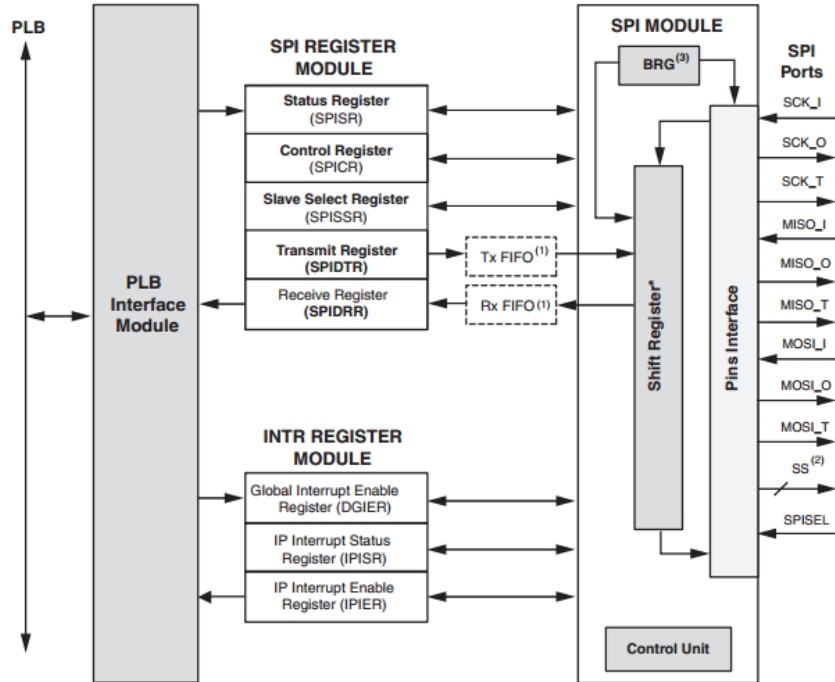 PLB
SPI REGISTER
MODULE
Status Register
(SPISR)
Control Register
(SPICR)
Slave Select Register
(SPISSR)
Transmit Register
(SPIDTR)
Receive Register
(SPIDRR)
Tx FIFO(1)
Rx FIFO(1)
PLB
Interface
Module
INTR REGISTER
MODULE
Global Interrupt Enable
Register (DGIER)
IP Interrupt Status
Register (IPISR)
IP Interrupt Enable
Register (IPIER)
SPI MODULE
BRG(3)
Shift Register*
Pins Interface
Control Unit
SPI
Ports
SCK_I
SCK_O
SCK_T
MISO_I
MISO_O
MISO_T
MOSI_I
MOSI_O
MOSI_T
SS(2)
SPISEL